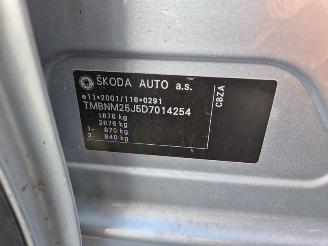 ŠKODA AUTO a.s.
e11*2001/116*0291
TMBNM25J5D7014254
1676 kg
2676 kg
1- 870 kg
2- 840 kg
CBZA